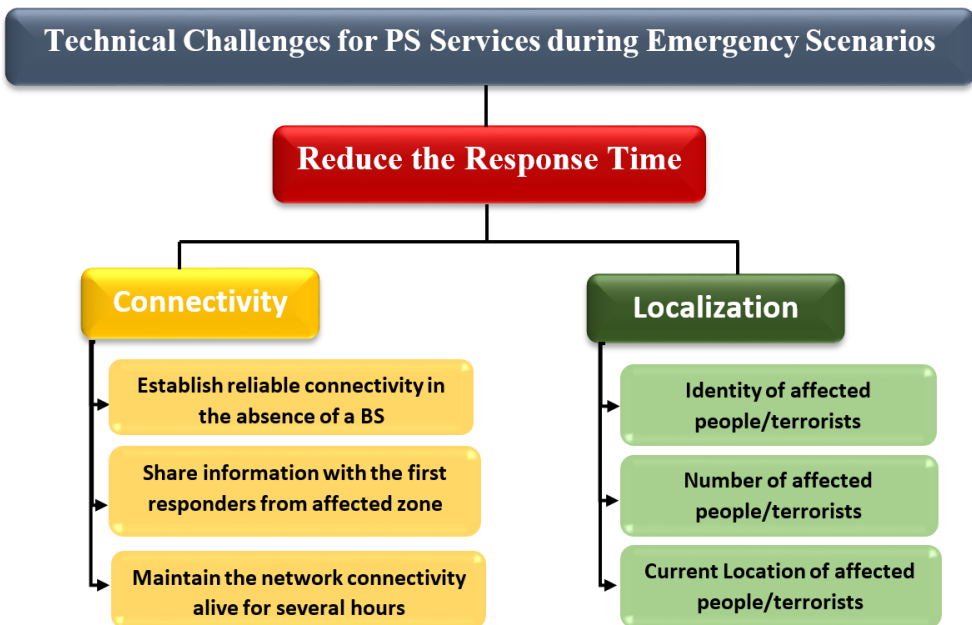 Technical Challenges for PS Services during Emergency Scenarios
Reduce the Response Time
Connectivity
Establish reliable connectivity in
the absence of a BS
Share information with the first
responders from affected zone
Maintain the network connectivity
alive for several hours
Localization
Identity of affected
people/terrorists
Number of affected
people/terrorists
Current Location of affected
people/terrorists